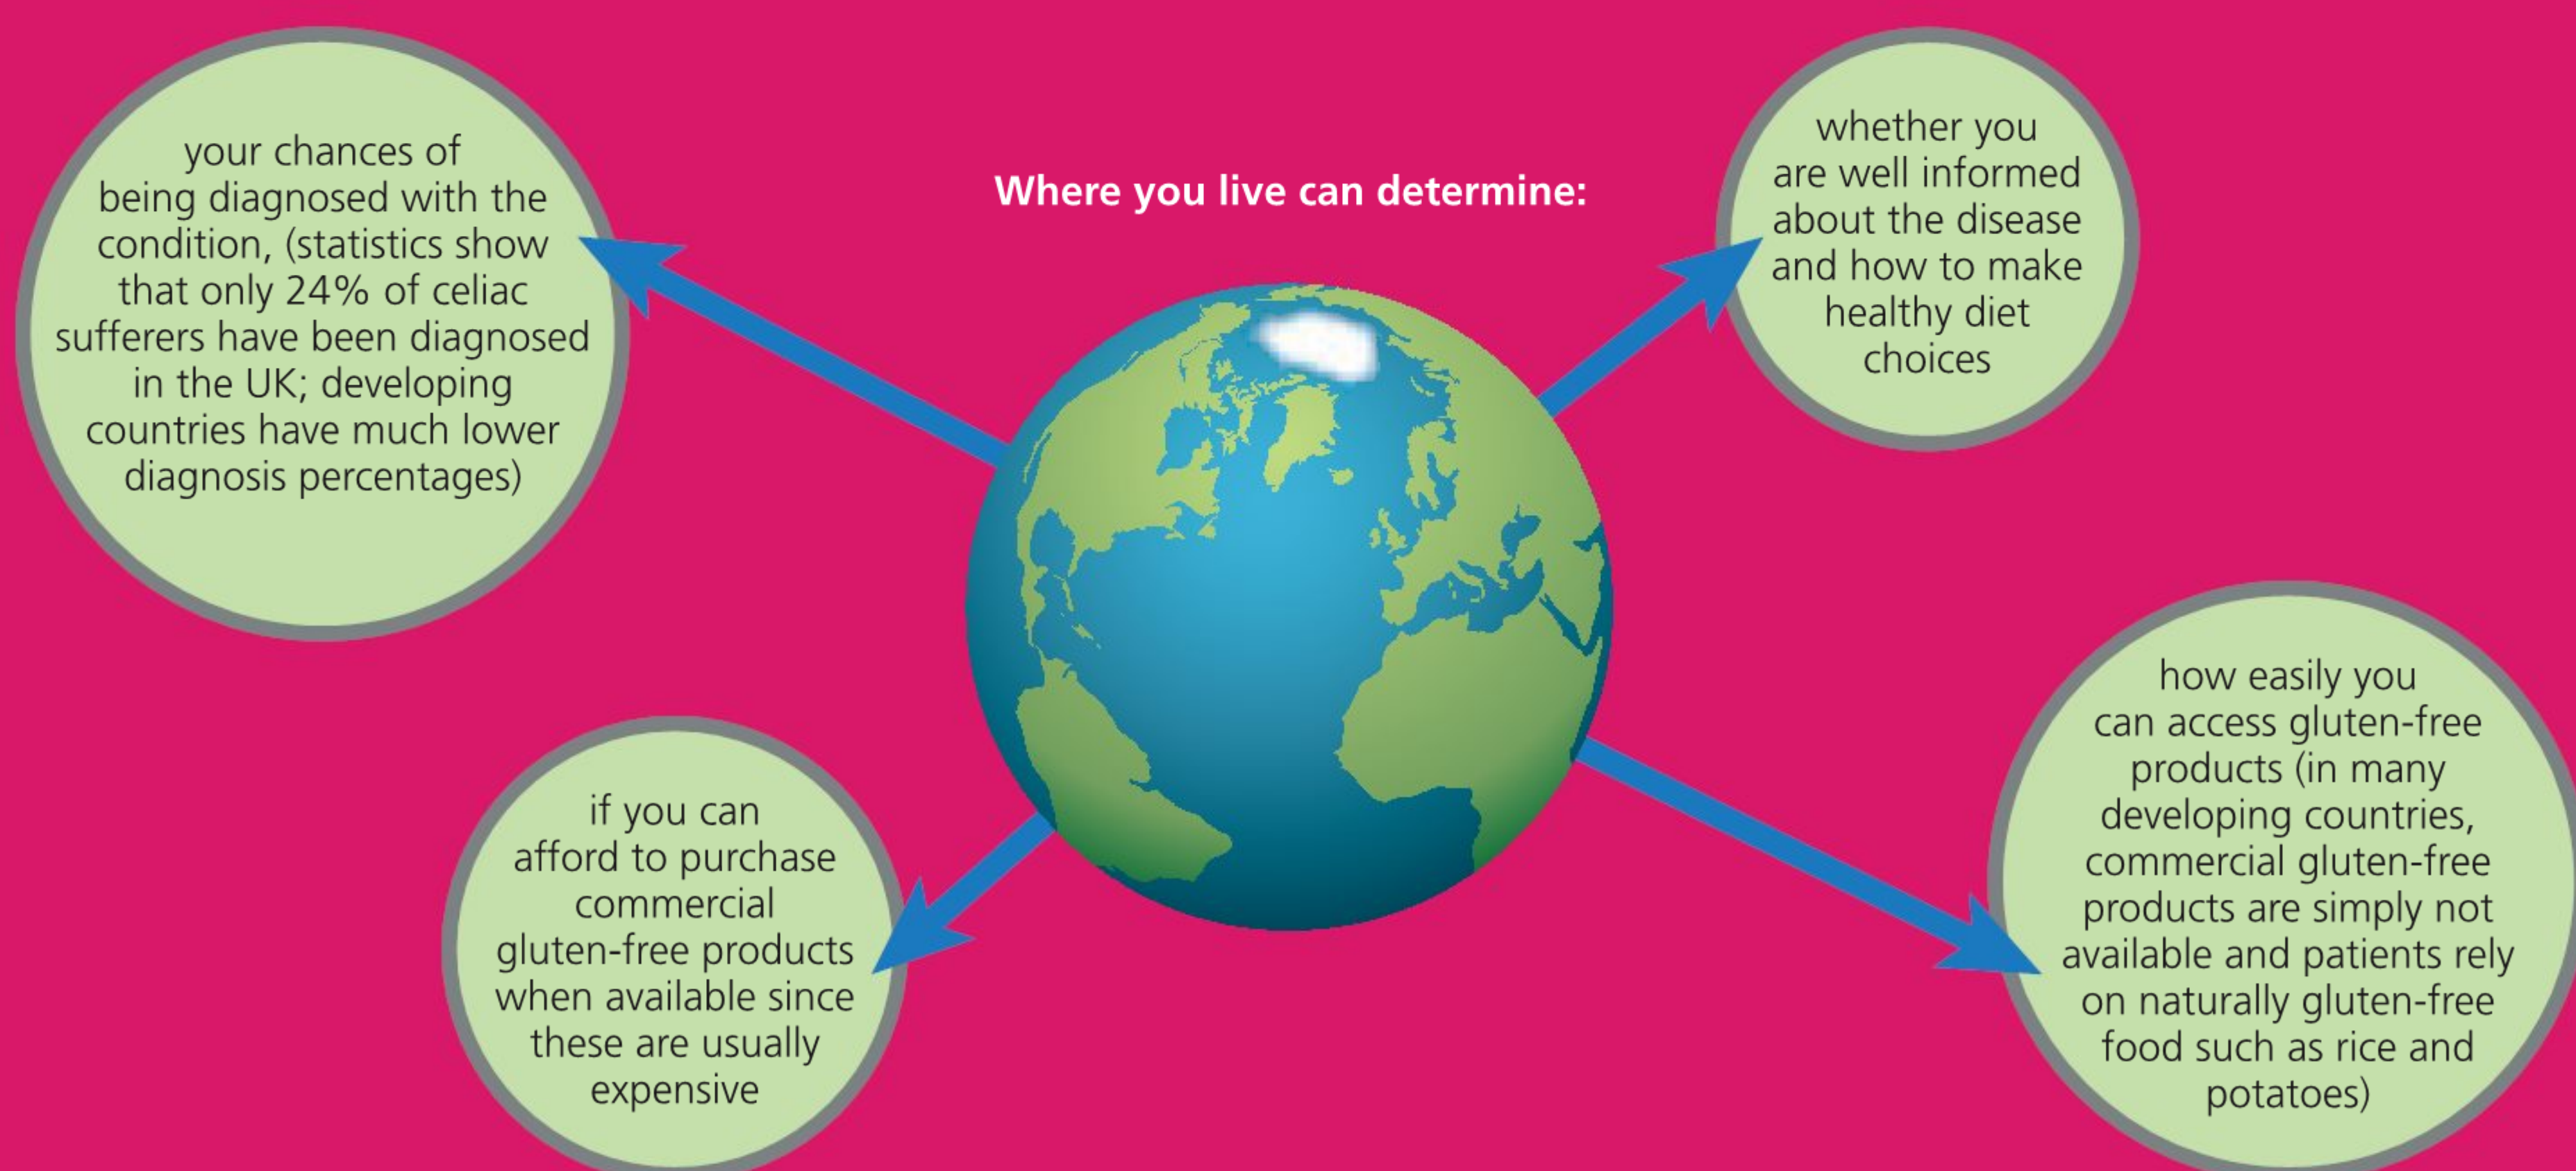 Where you live can determine:
your chances of
being diagnosed with the
condition, (statistics show
that only 24% of celiac
sufferers have been diagnosed
in the UK; developing
countries have much lower
diagnosis percentages)
whether you
are well informed
about the disease
and how to make
healthy diet
choices
if you can
afford to purchase
commercial
gluten-free products
when available since
these are usually
expensive
how easily you
can access gluten-free
products (in many
developing countries,
commercial gluten-free
products are simply not
available and patients rely
on naturally gluten-free
food such as rice and
potatoes)